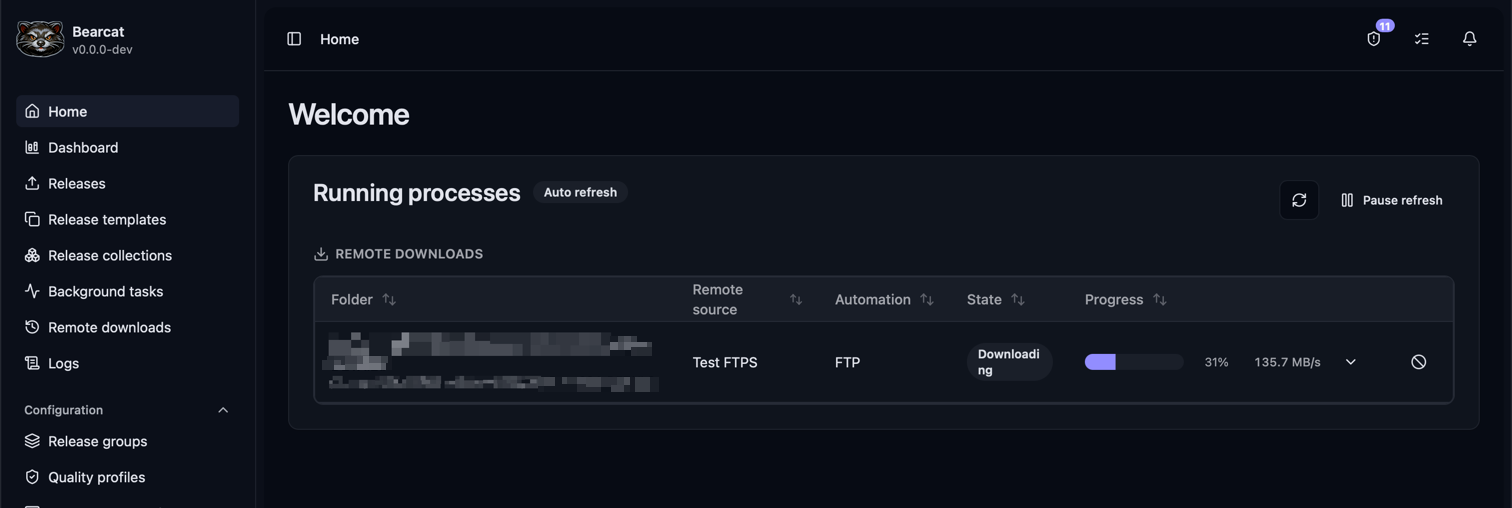 Bearcat
v0.0.0-dev
Home
Dashboard
Releases
Release templates
Release collections
Background tasks
Remote downloads
Logs
Configuration
Release groups
Quality profiles
Home
11
Welcome
Running processes Auto refresh
Pause refresh
REMOTE DOWNLOADS
Folder Remote source Automation State Progress
Test FTPS FTP Downloadi
ng 31% 135.7 MB/s